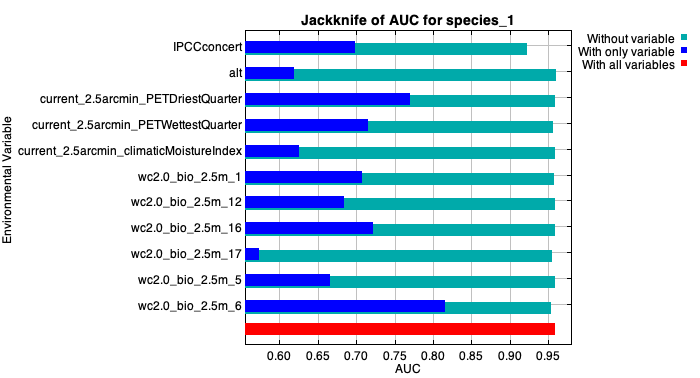 Jackknife of AUC for species_1
Without variable
With only variable
With all variables
Environmental Variable
IPCCconcert
alt
current_2.5arcmin_PETDriestQuarter
current_2.5arcmin_PETWettestQuarter
current_2.5arcmin_climaticMoistureIndex
wc2.0_bio_2.5m_1
wc2.0_bio_2.5m_12
wc2.0_bio_2.5m_16
wc2.0_bio_2.5m_17
wc2.0_bio_2.5m_5
wc2.0_bio_2.5m_6
0.60 0.65 0.70 0.75 0.80 0.85 0.90 0.95
AUC